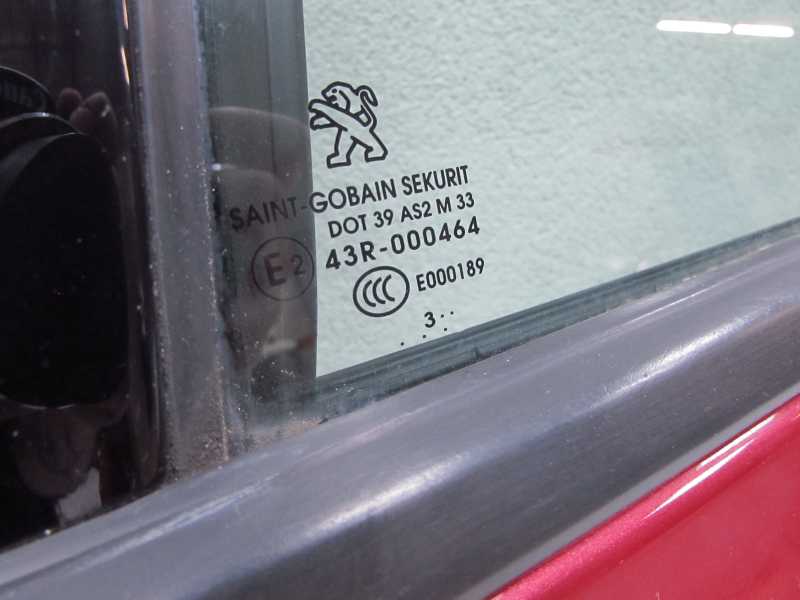 SAINT-GOBAIN SEKURIT
DOT 39 AS2 M 33
E2 43R-000464
CCC E000189
3